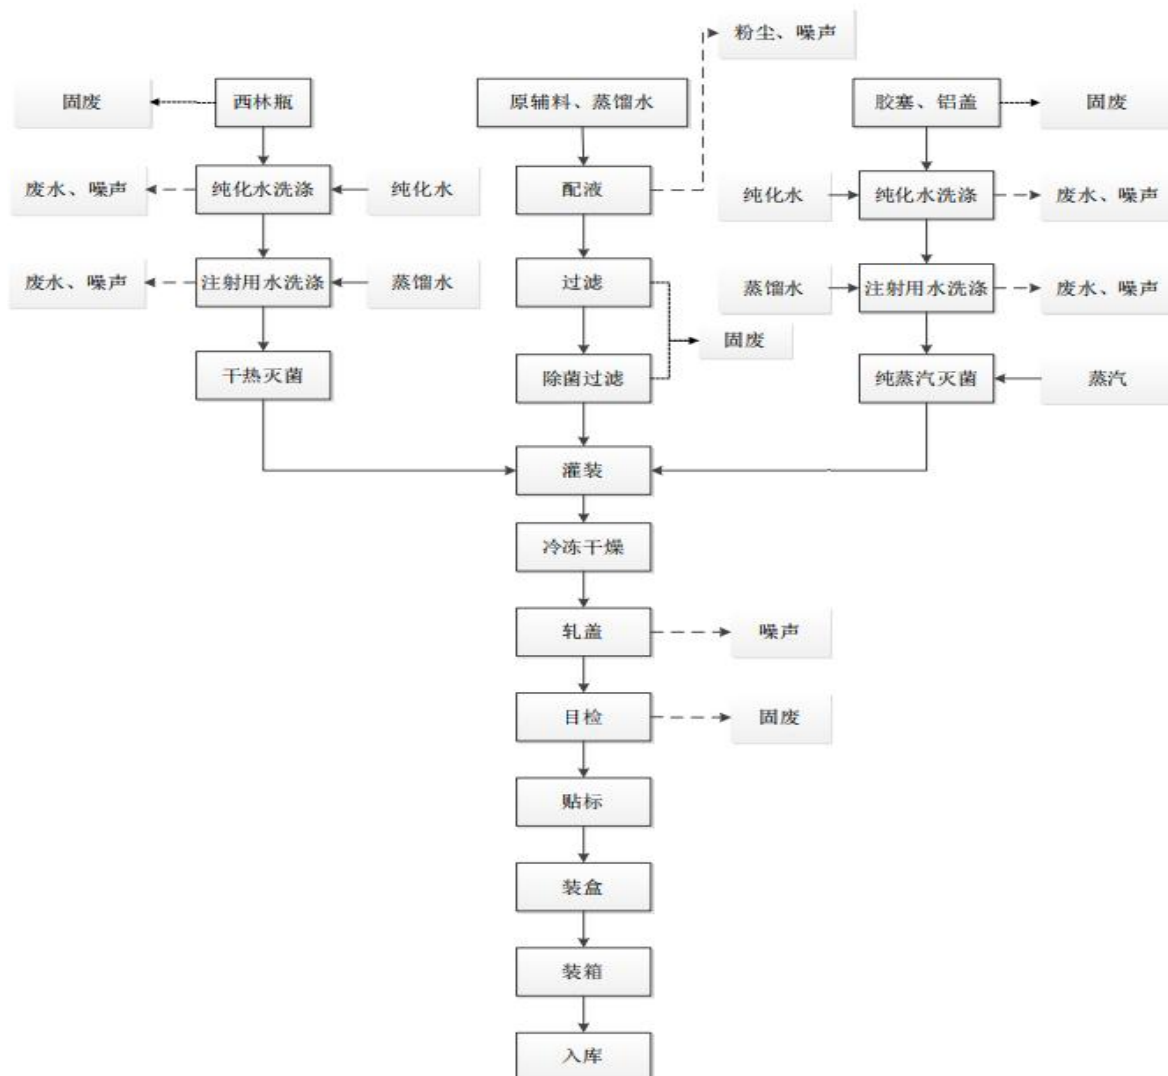 粉尘、噪声
固废
西林瓶
原辅料、蒸馏水
胶塞、铝盖
固废
废水、噪声
纯化水洗涤
纯化水
配液
纯化水
纯化水洗涤
废水、噪声
废水、噪声
注射用水洗涤
蒸馏水
过滤
蒸馏水
注射用水洗涤
废水、噪声
固废
干热灭菌
除菌过滤
纯蒸汽灭菌
蒸汽
灌装
冷冻干燥
轧盖
噪声
目检
固废
贴标
装盒
装箱
入库